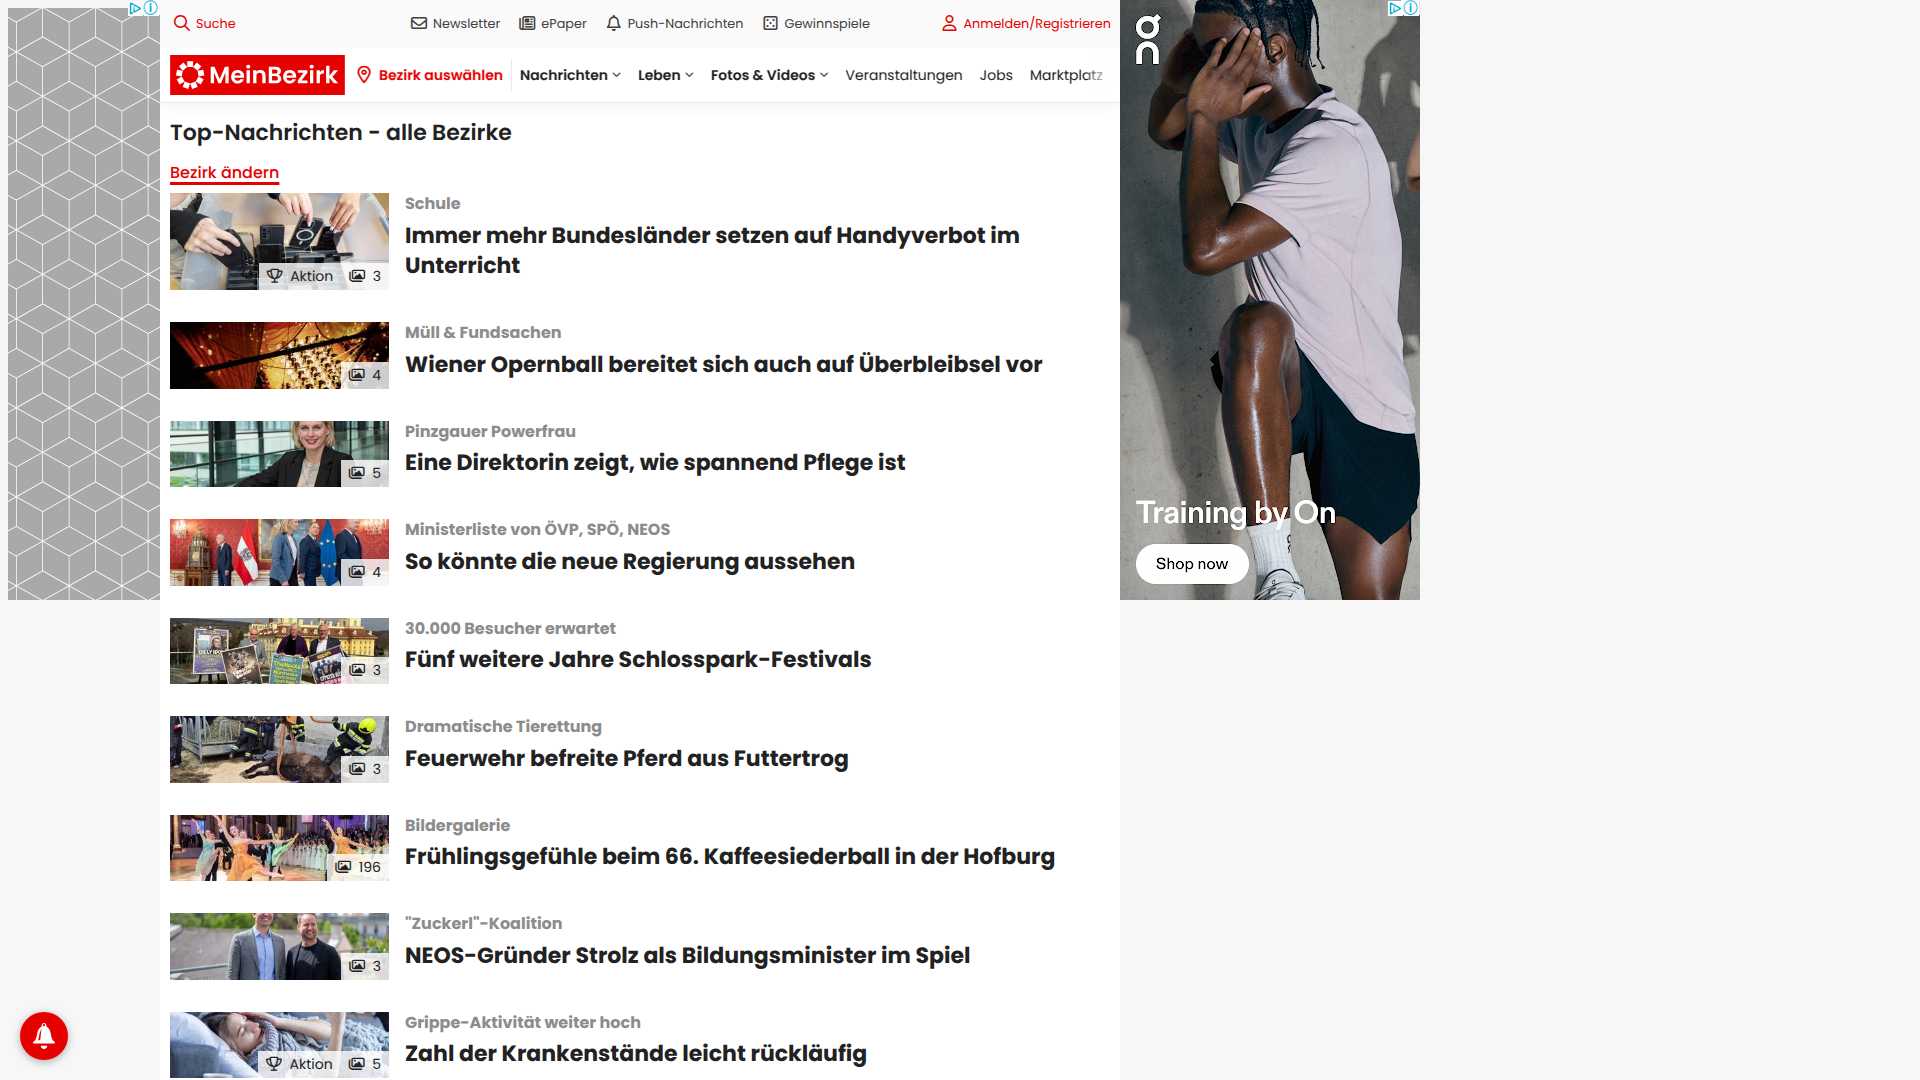 Suche
Newsletter
ePaper
Push-Nachrichten
Gewinnspiele
Anmelden/Registrieren
MeinBezirk
Bezirk auswählen
Nachrichten
Leben
Fotos & Videos
Veranstaltungen
Jobs
Marktplatz
Top-Nachrichten - alle Bezirke
Bezirk ändern
Schule
Immer mehr Bundesländer setzen auf Handyverbot im
Unterricht
Aktion 3
Müll & Fundsachen
Wiener Opernball bereitet sich auch auf Überbleibsel vor
4
Pinzgauer Powerfrau
Eine Direktorin zeigt, wie spannend Pflege ist
5
Ministerliste von ÖVP, SPÖ, NEOS
So könnte die neue Regierung aussehen
4
30.000 Besucher erwartet
Fünf weitere Jahre Schlosspark-Festivals
3
Dramatische Tierettung
Feuerwehr befreite Pferd aus Futtertrog
3
Bildergalerie
Frühlingsgefühle beim 66. Kaffeesiederball in der Hofburg
196
"Zuckerl"-Koalition
NEOS-Gründer Strolz als Bildungsminister im Spiel
3
Grippe-Aktivität weiter hoch
Zahl der Krankenstände leicht rückläufig
Aktion 5
Training by On
Shop now